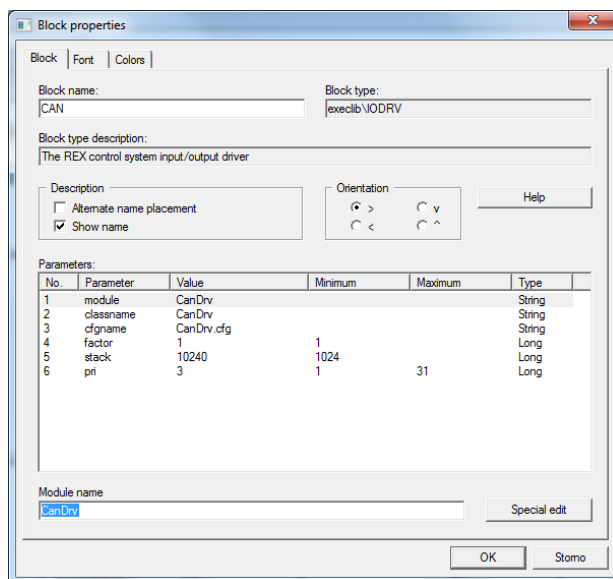 Block properties
Block Font Colors
Block name: Block type:
CAN execlib\IODRV
Block type description:
The REX control system input/output driver
Description Orientation
Alternate name placement > v Help
Show name < ^
Parameters:
No. Parameter Value Minimum Maximum Type
1 module CanDrv String
2 classname CanDrv String
3 cfgname CanDrv.cfg String
4 factor 1 1 Long
5 stack 10240 1024 Long
6 pri 3 1 31 Long
Module name
CanDrv Special edit
OK Storno